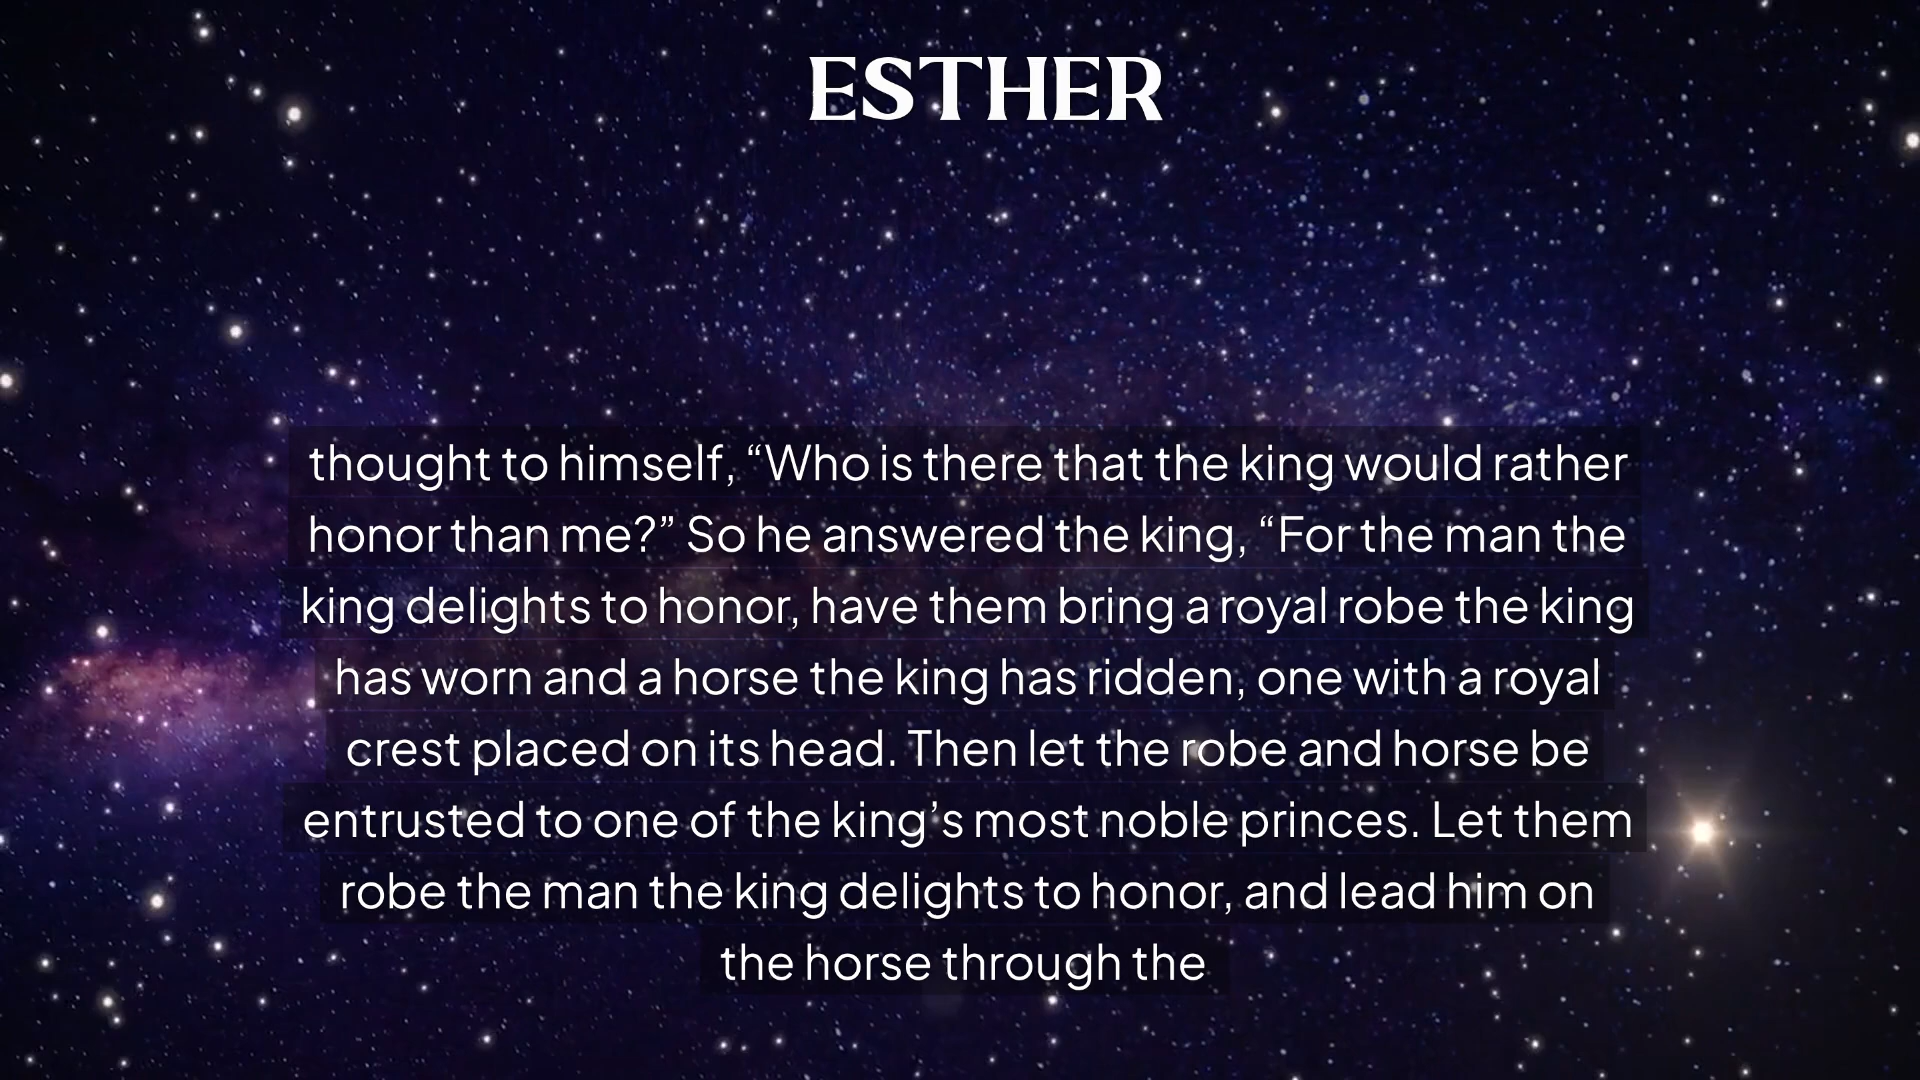 ESTHER
thought to himself, “Who is there that the king would rather
honor than me?” So he answered the king, “For the man the
king delights to honor, have them bring a royal robe the king
has worn and a horse the king has ridden, one with a royal
crest placed on its head. Then let the robe and horse be
entrusted to one of the king’s most noble princes. Let them
robe the man the king delights to honor, and lead him on
the horse through the